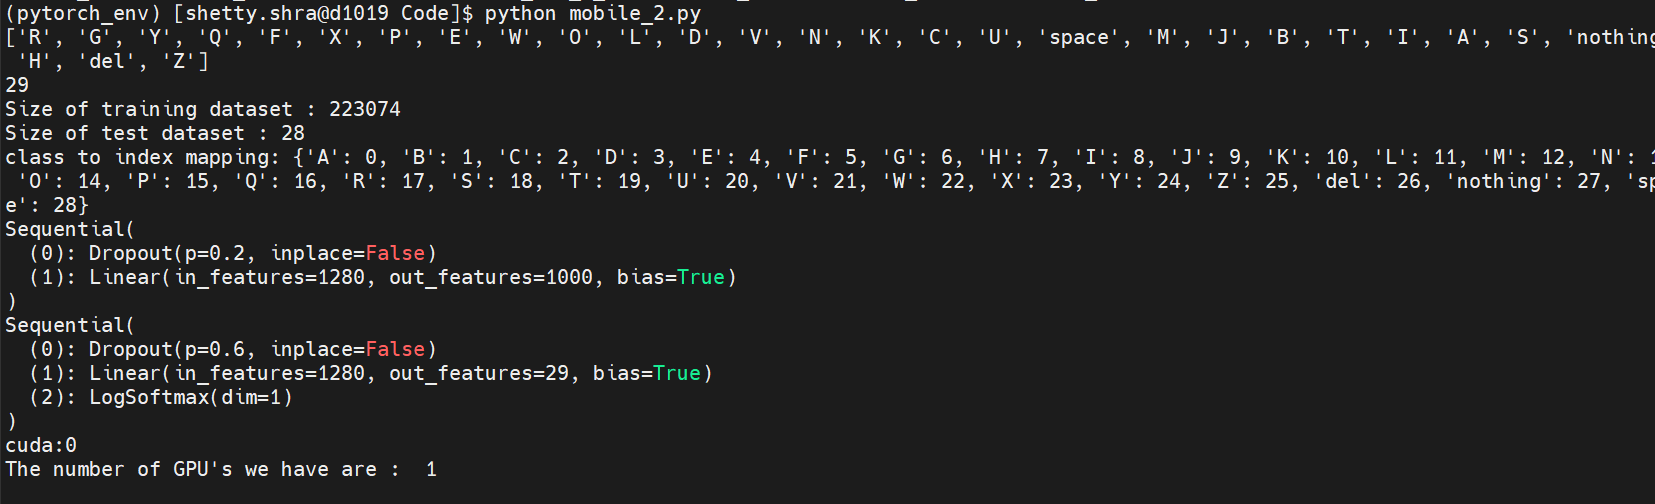 (pytorch_env) [shetty.shra@d1019 Code]$ python mobile_2.py
['R', 'G', 'Y', 'Q', 'F', 'X', 'P', 'E', 'W', 'O', 'L', 'D', 'V', 'N', 'K', 'C', 'U', 'space', 'M', 'J', 'B', 'T', 'I', 'A', 'S', 'nothing
'H', 'del', 'Z']
29
Size of training dataset : 223074
Size of test dataset : 28
class to index mapping: {'A': 0, 'B': 1, 'C': 2, 'D': 3, 'E': 4, 'F': 5, 'G': 6, 'H': 7, 'I': 8, 'J': 9, 'K': 10, 'L': 11, 'M': 12, 'N': 1
'O': 14, 'P': 15, 'Q': 16, 'R': 17, 'S': 18, 'T': 19, 'U': 20, 'V': 21, 'W': 22, 'X': 23, 'Y': 24, 'Z': 25, 'del': 26, 'nothing': 27, 'sp
e': 28}
Sequential(
  (0): Dropout(p=0.2, inplace=False)
  (1): Linear(in_features=1280, out_features=1000, bias=True)
)
Sequential(
  (0): Dropout(p=0.6, inplace=False)
  (1): Linear(in_features=1280, out_features=29, bias=True)
  (2): LogSoftmax(dim=1)
)
cuda:0
The number of GPU's we have are :  1